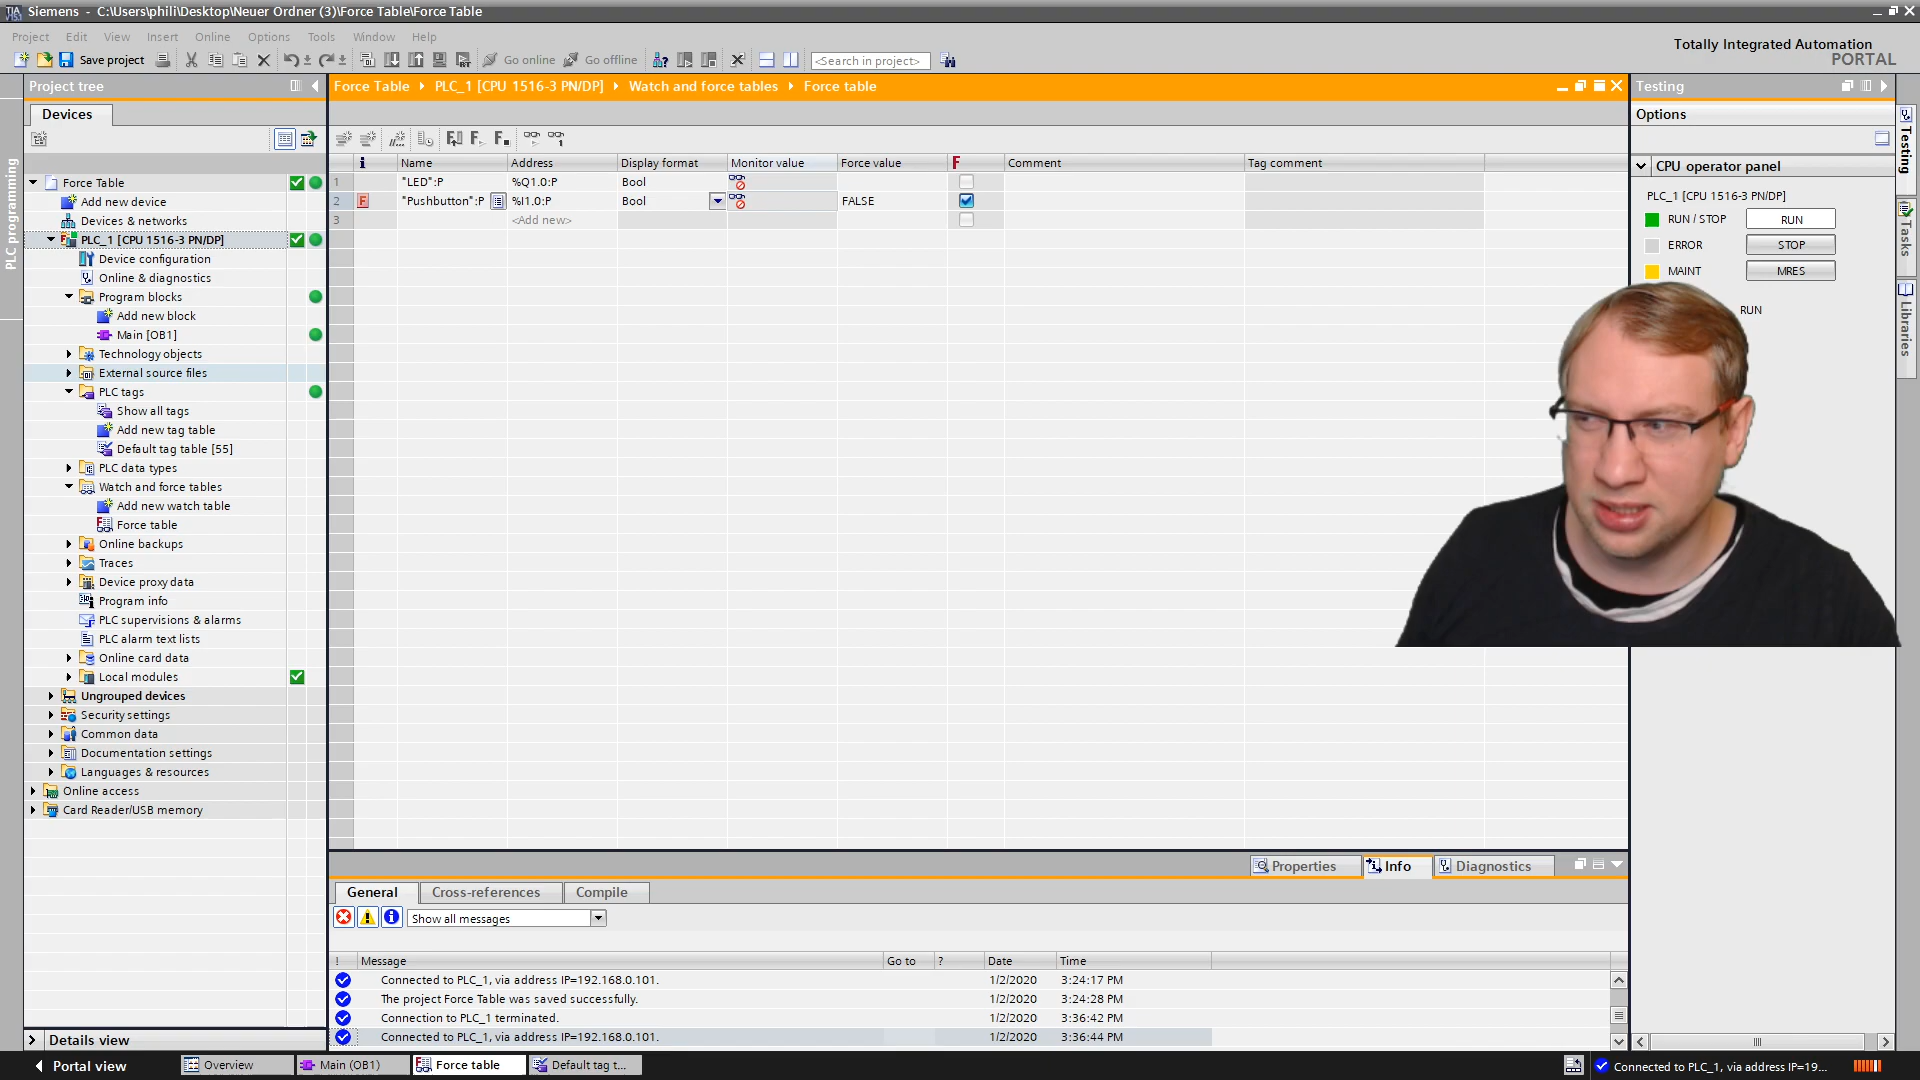 Siemens - C:\Users\phili\Desktop\Neuer Ordner (3)\Force Table\Force Table
Project Edit View Insert Online Options Tools Window Help
Totally Integrated Automation
PORTAL
Save project
Go online
Go offline
<Search in project>
Project tree
Force Table PLC_1 [CPU 1516-3 PN/DP] Watch and force tables Force table
Testing
Devices
Options
PLC programming
Testing
Tasks
Libraries
i Name Address Display format Monitor value Force value F Comment Tag comment
1 "LED":P %Q1.0:P Bool
2 F "Pushbutton":P %I1.0:P Bool FALSE
3 <Add new>
Force Table
Add new device
Devices & networks
PLC_1 [CPU 1516-3 PN/DP]
Device configuration
Online & diagnostics
Program blocks
Add new block
Main [OB1]
Technology objects
External source files
PLC tags
Show all tags
Add new tag table
Default tag table [55]
PLC data types
Watch and force tables
Add new watch table
Force table
Online backups
Traces
Device proxy data
Program info
PLC supervisions & alarms
PLC alarm text lists
Online card data
Local modules
Ungrouped devices
Security settings
Common data
Documentation settings
Languages & resources
Online access
Card Reader/USB memory
CPU operator panel
PLC_1 [CPU 1516-3 PN/DP]
RUN / STOP RUN
ERROR STOP
MAINT MRES
RUN
Properties Info Diagnostics
General Cross-references Compile
Show all messages
! Message Go to ? Date Time
Connected to PLC_1, via address IP=192.168.0.101. 1/2/2020 3:24:17 PM
The project Force Table was saved successfully. 1/2/2020 3:24:28 PM
Connection to PLC_1 terminated. 1/2/2020 3:36:42 PM
Connected to PLC_1, via address IP=192.168.0.101. 1/2/2020 3:36:44 PM
Details view
Portal view
Overview
Main (OB1)
Force table
Default tag t...
Connected to PLC_1, via address IP=19...